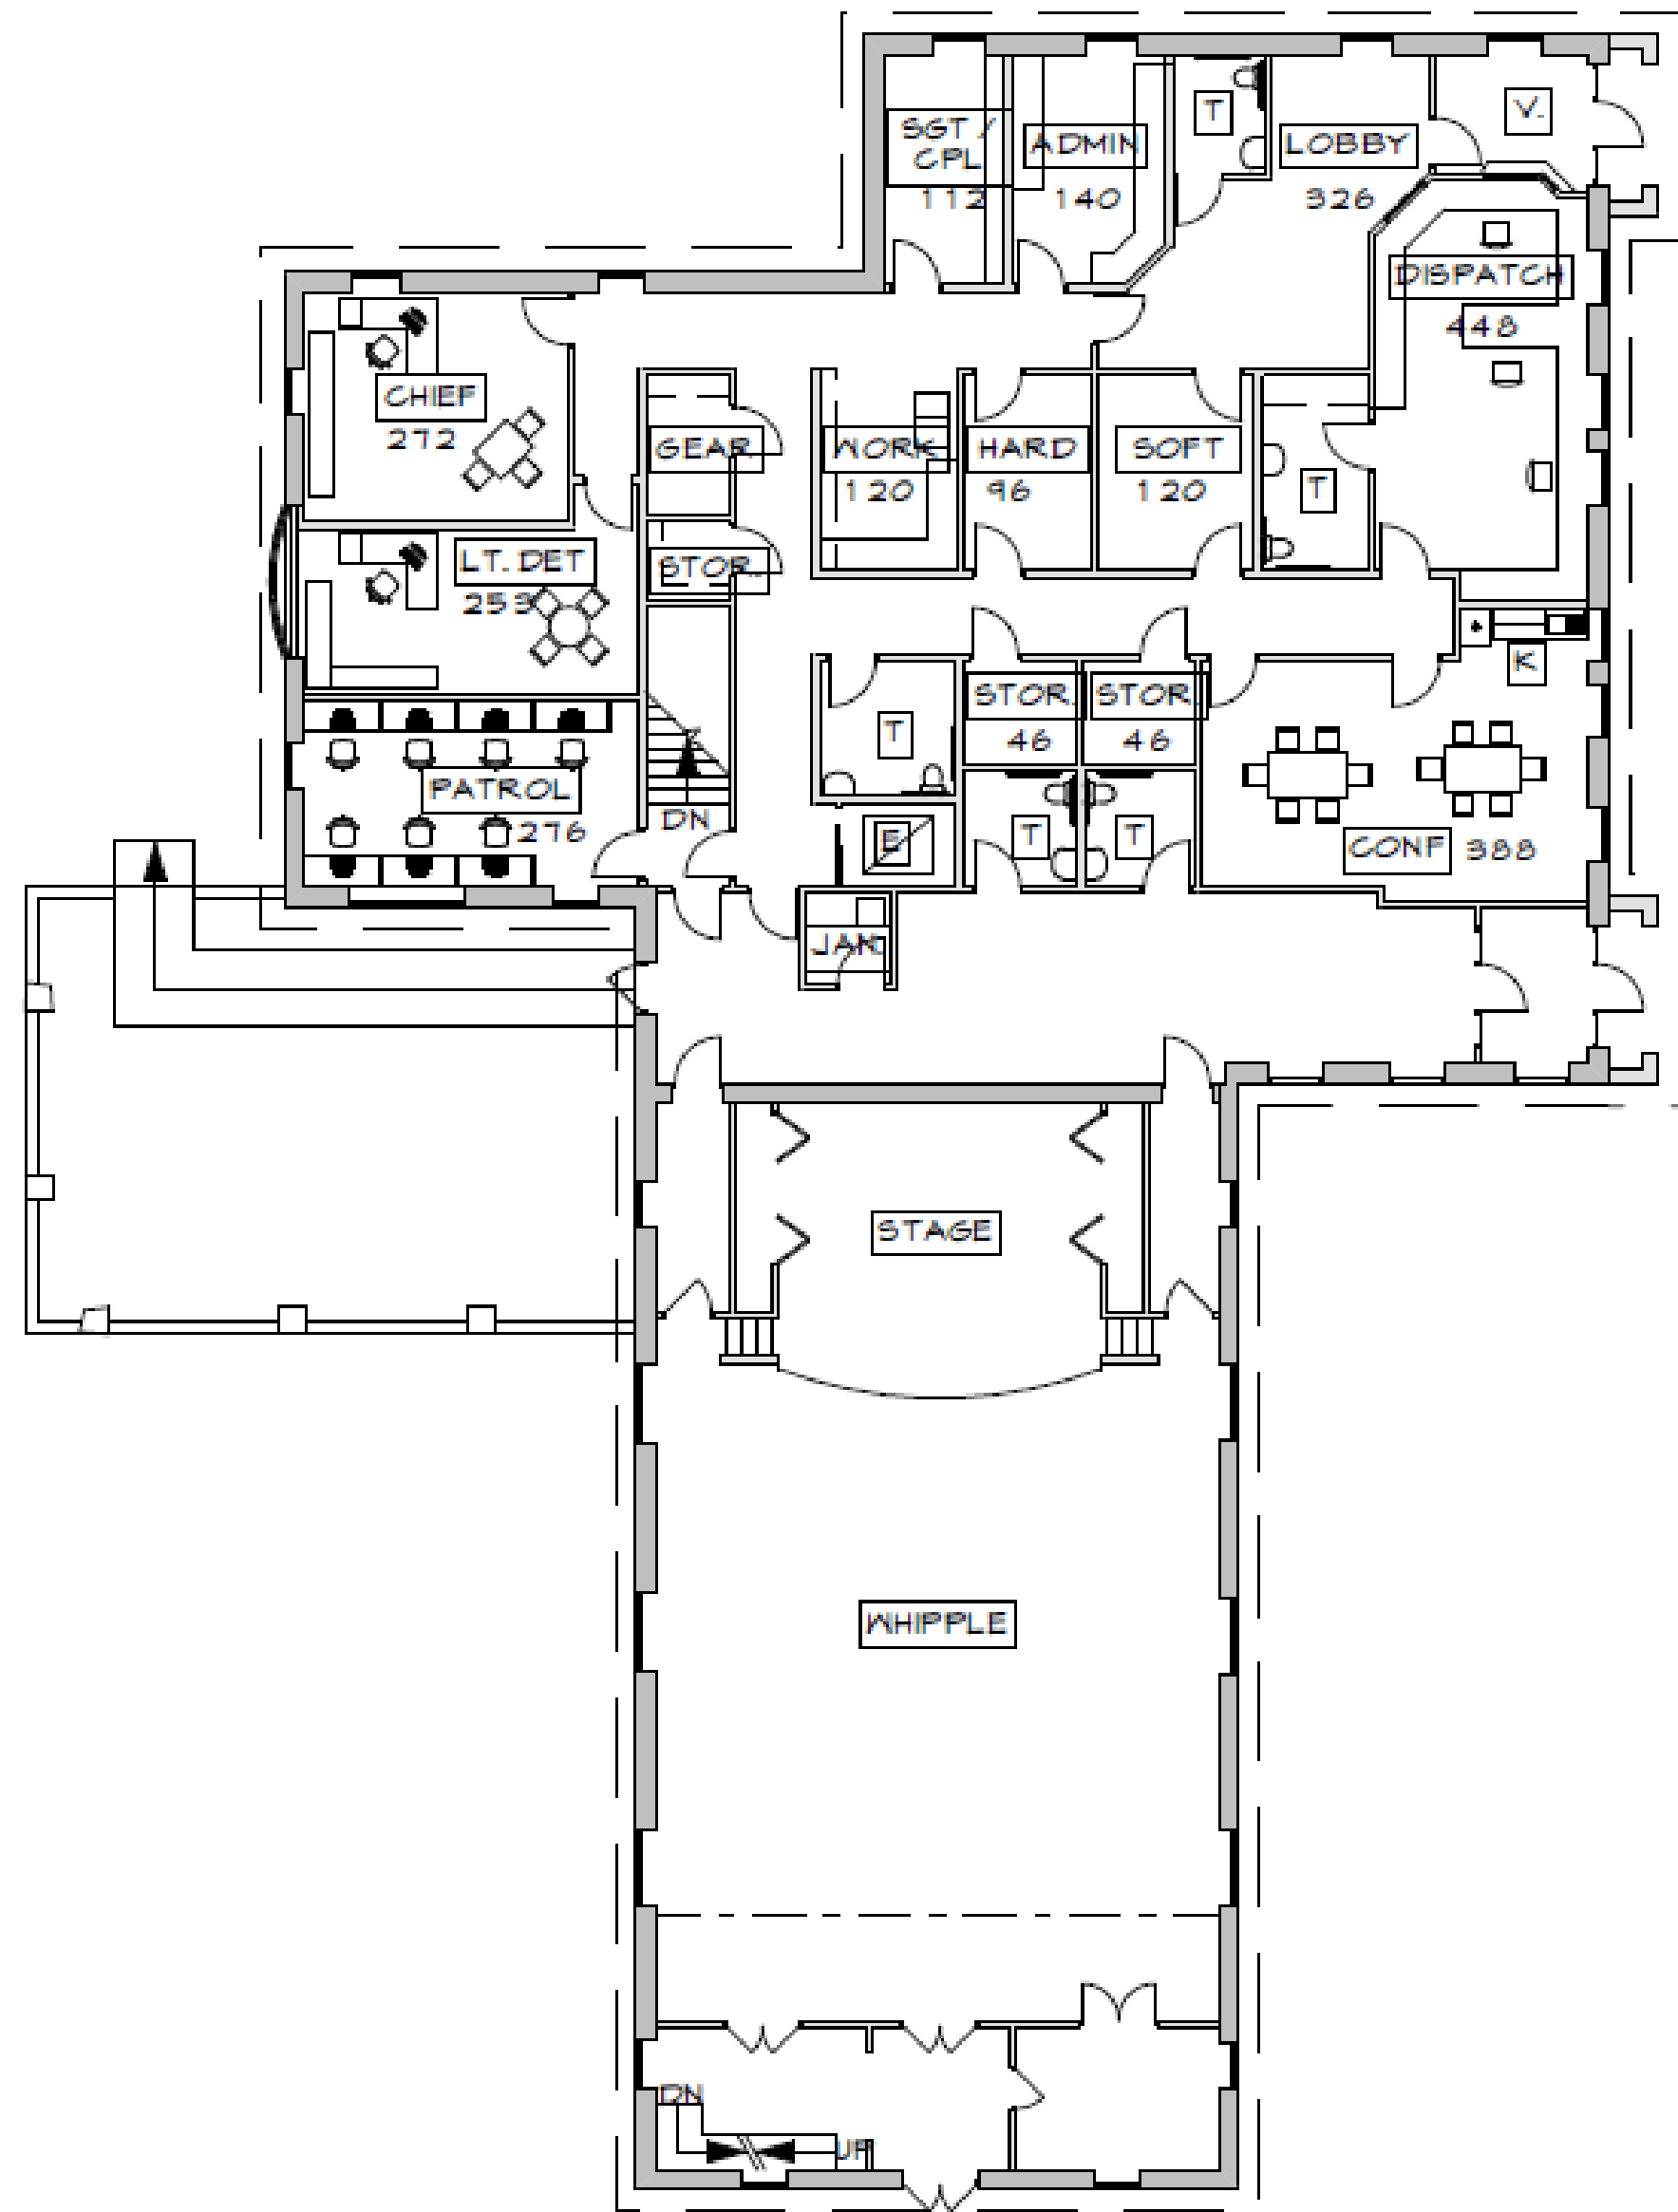 SGT /
CPL
112
ADMIN
140
T
LOBBY
326
V.
DISPATCH
448
CHIEF
272
GEAR
WORK
120
HARD
96
SOFT
120
T
STOR.
LT. DET
253
K
STOR.
46
STOR.
46
T
PATROL
276
DN
E
T
T
CONF 388
JAN.
STAGE
WHIPPLE
DN
UP